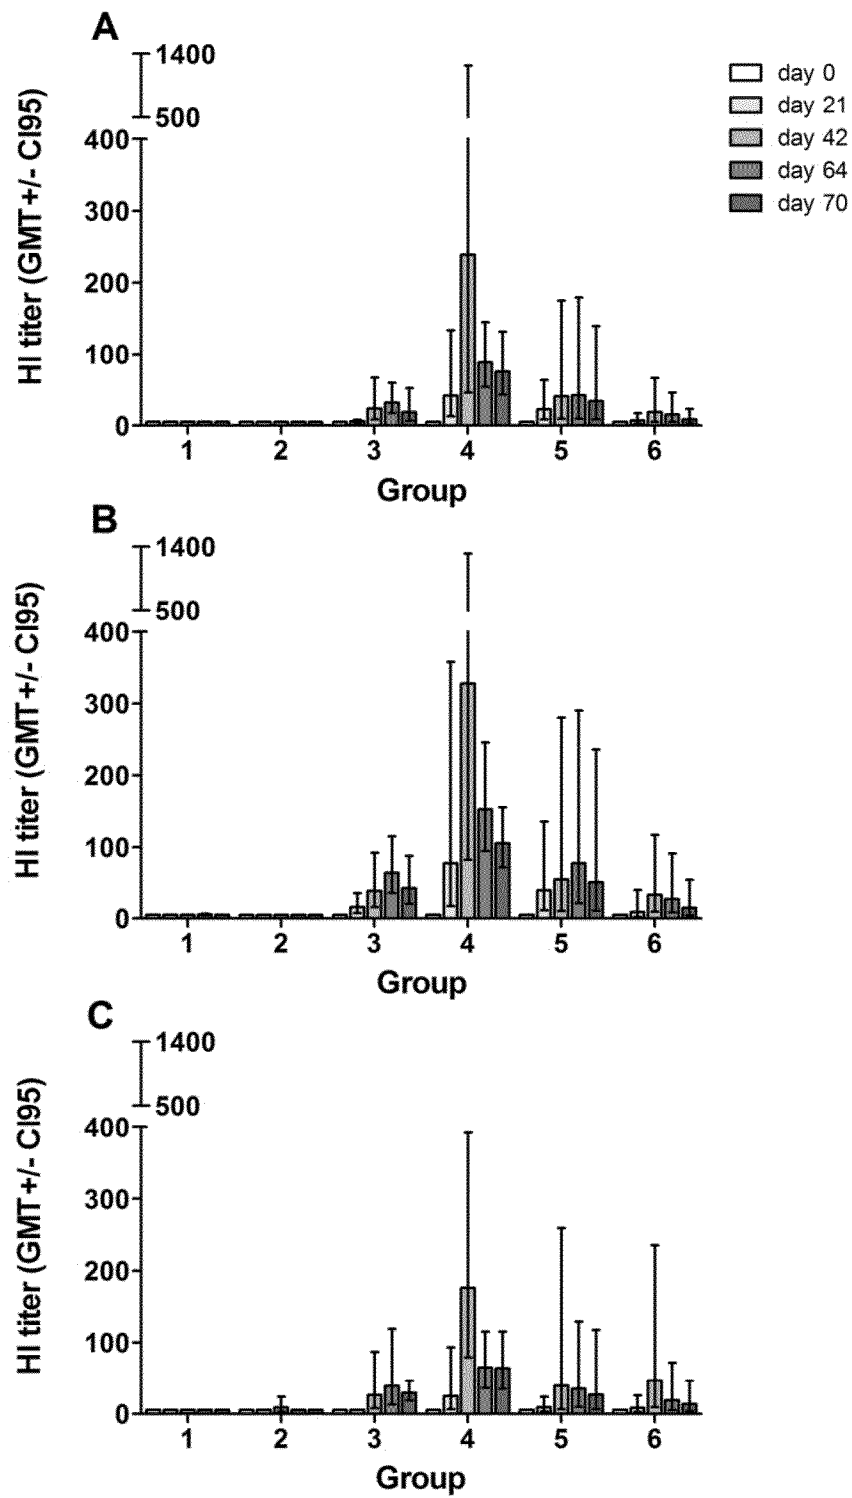 A
1400
500
400
300
200
100
0
HI titer (GMT +/- CI95)
1 2 3 4 5 6
Group
day 0
day 21
day 42
day 64
day 70
B
1400
500
400
300
200
100
0
HI titer (GMT +/- CI95)
1 2 3 4 5 6
Group
C
1400
500
400
300
200
100
0
HI titer (GMT +/- CI95)
1 2 3 4 5 6
Group